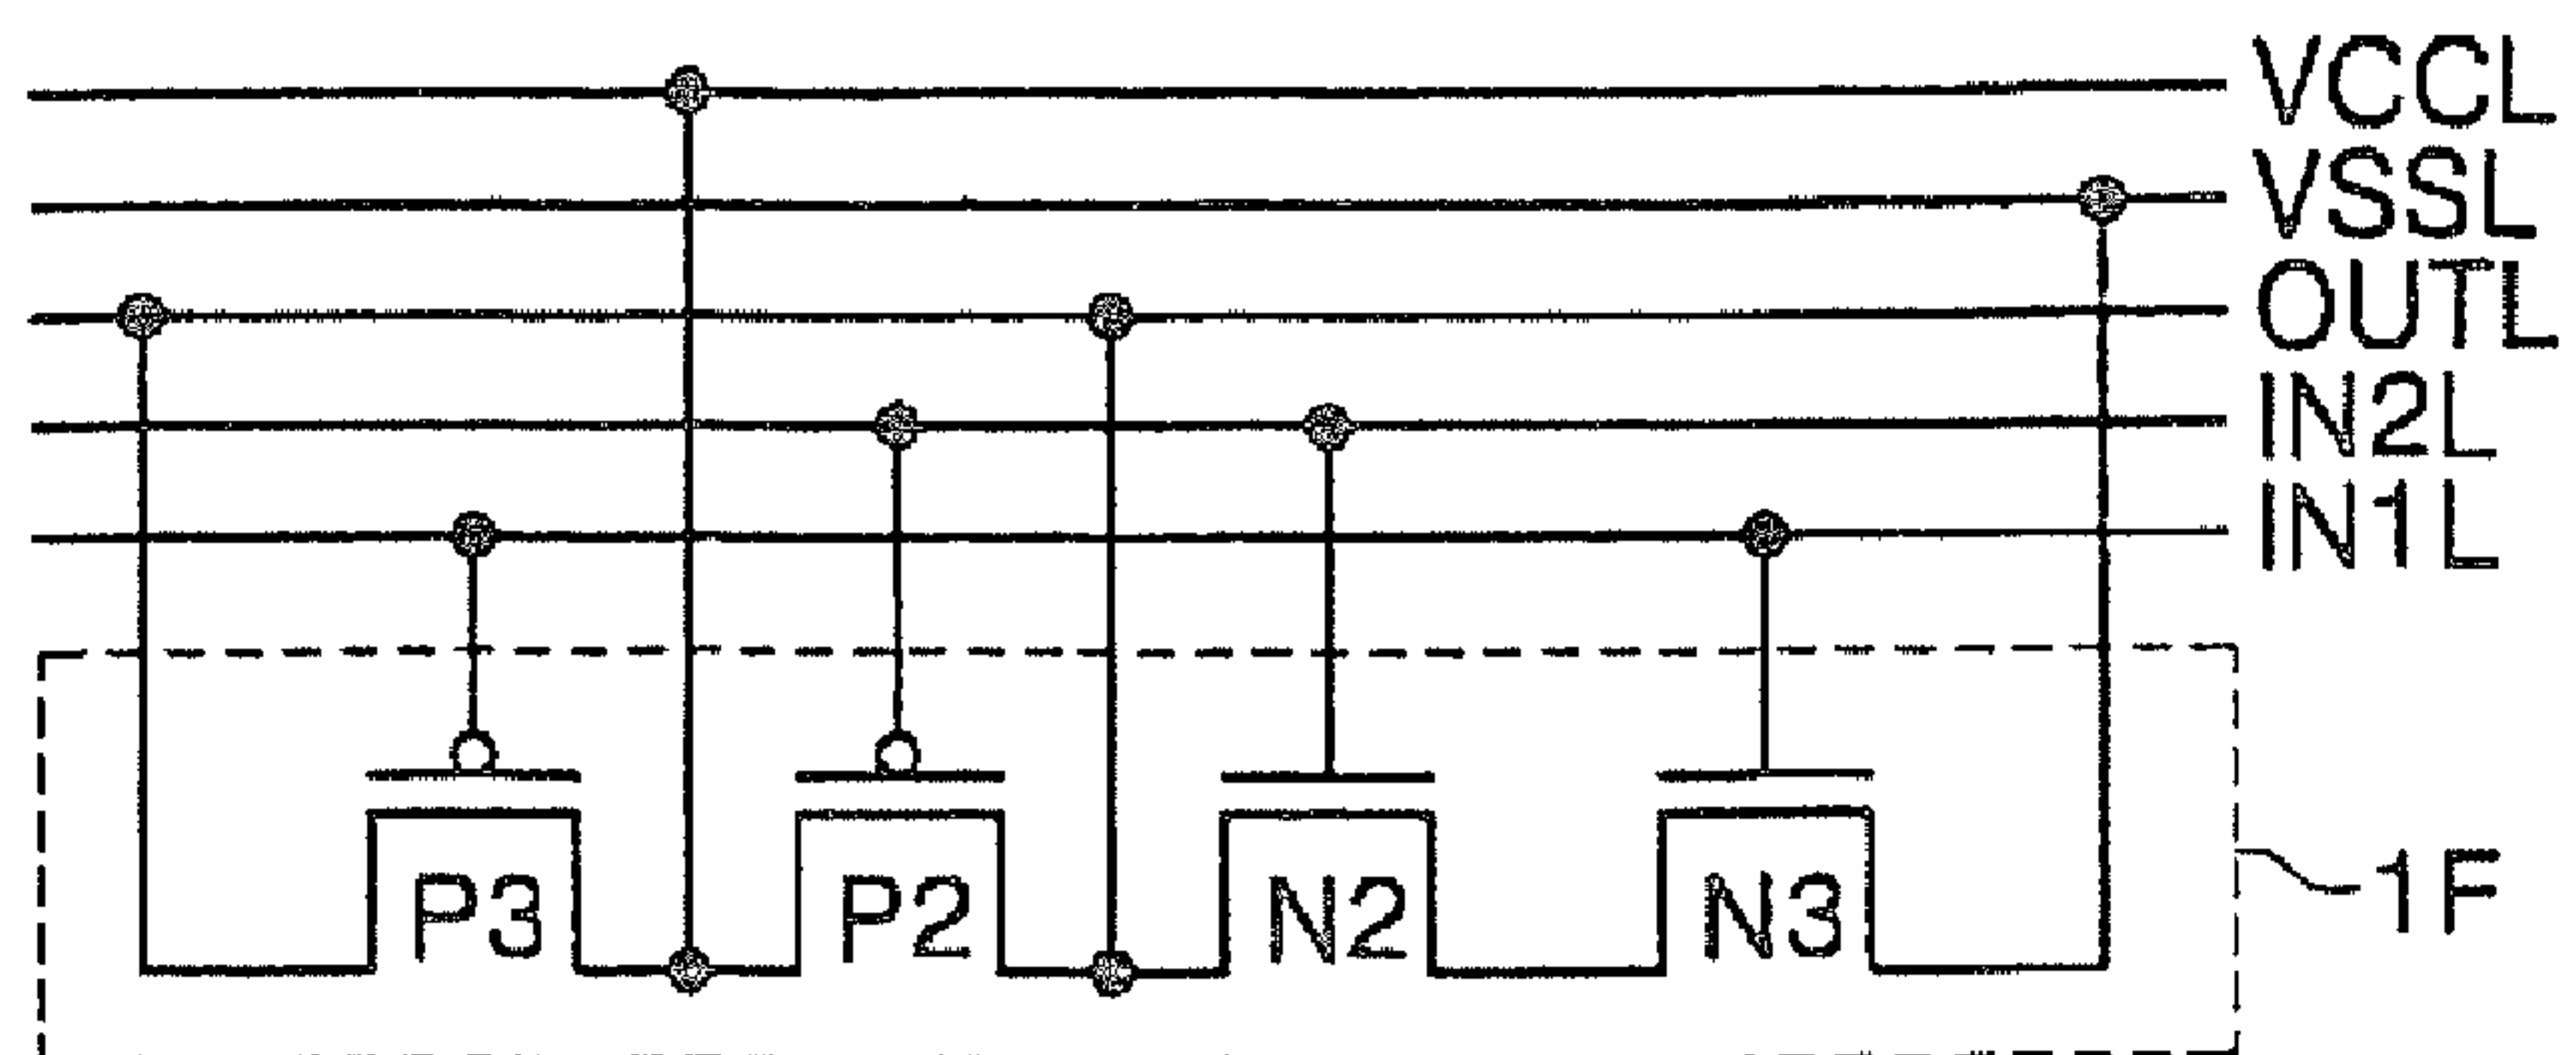 VCCL
VSSL
OUTL
IN2L
IN1L
P3
P2
N2
N3
1F